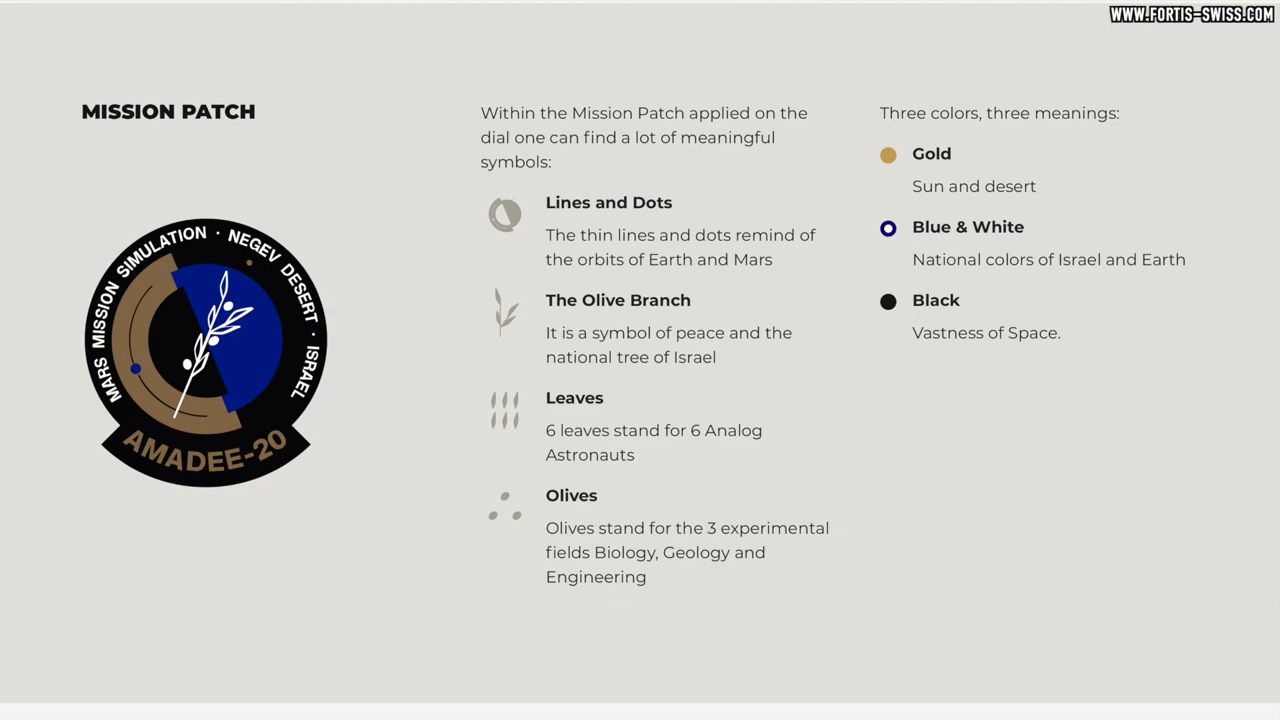 WWW.FORTIS-SWISS.COM
MISSION PATCH
MARS MISSION SIMULATION · NEGEV DESERT · ISRAEL
AMADEE-20
Within the Mission Patch applied on the
dial one can find a lot of meaningful
symbols:
Lines and Dots
The thin lines and dots remind of
the orbits of Earth and Mars
The Olive Branch
It is a symbol of peace and the
national tree of Israel
Leaves
6 leaves stand for 6 Analog
Astronauts
Olives
Olives stand for the 3 experimental
fields Biology, Geology and
Engineering
Three colors, three meanings:
Gold
Sun and desert
Blue & White
National colors of Israel and Earth
Black
Vastness of Space.